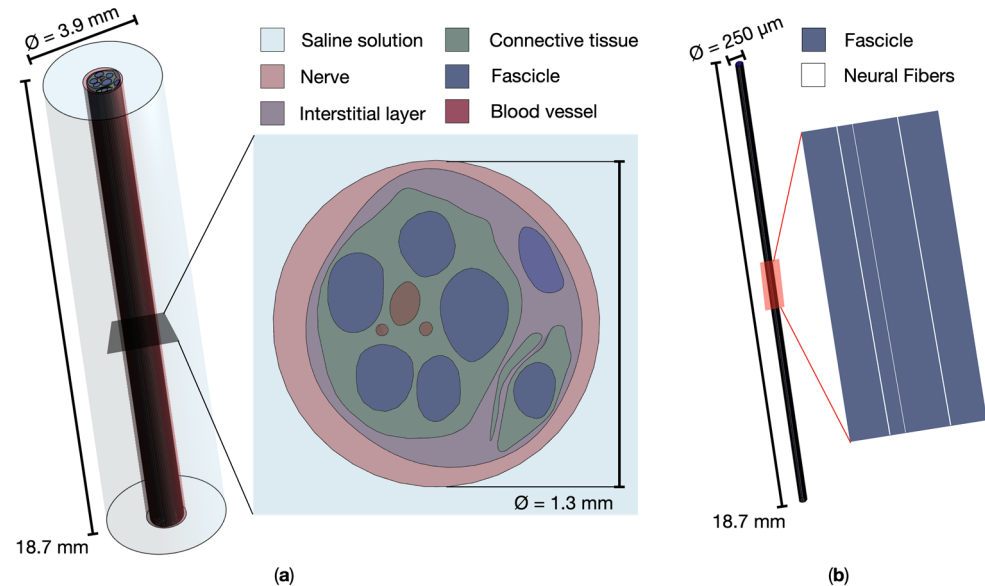 Ø = 3.9 mm
Saline solution
Connective tissue
Nerve
Fascicle
Interstitial layer
Blood vessel
Ø = 1.3 mm
18.7 mm
(a)
Ø = 250 µm
Fascicle
Neural Fibers
18.7 mm
(b)